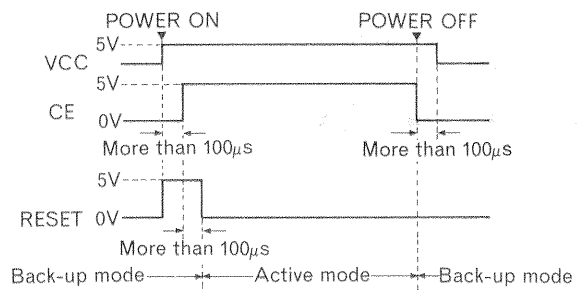 POWER ON POWER OFF
5V
VCC
5V
CE
0V
More than 100μs More than 100μs
5V
RESET 0V
More than 100μs
Back-up mode Active mode Back-up mode